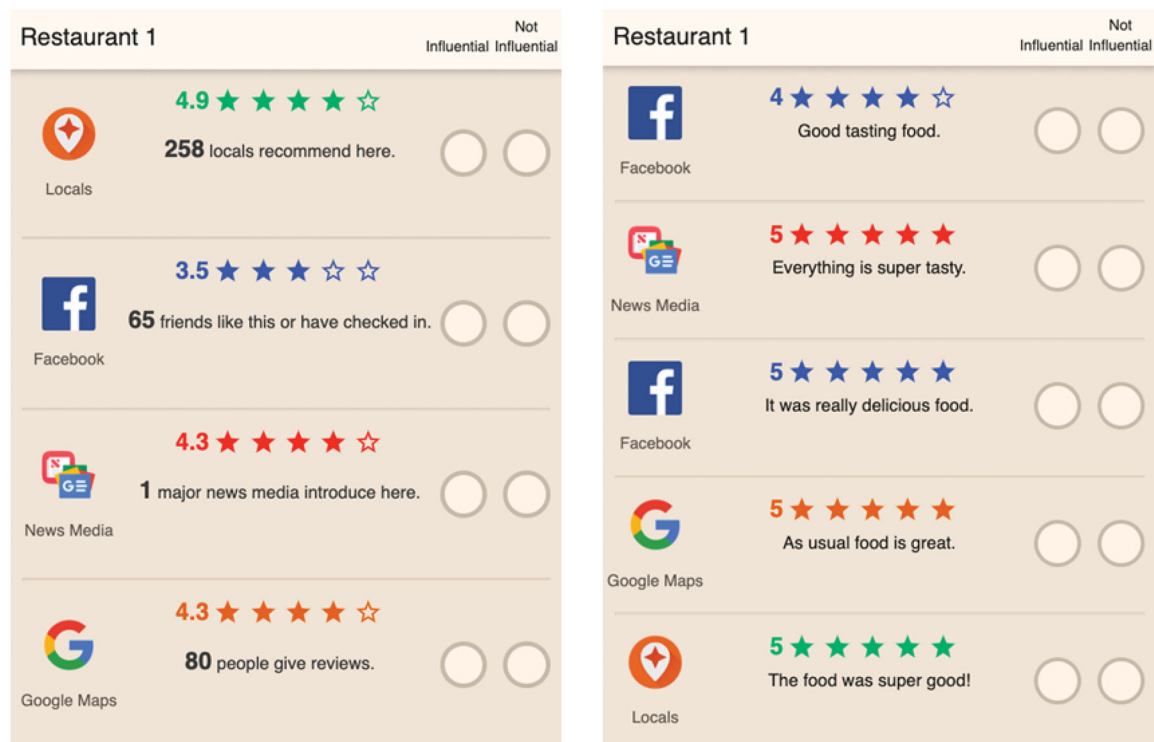 Restaurant 1
Not
Influential Influential
4.9
258 locals recommend here.
Locals
3.5
65 friends like this or have checked in.
Facebook
4.3
1 major news media introduce here.
News Media
4.3
80 people give reviews.
Google Maps
Restaurant 1
Not
Influential Influential
4
Good tasting food.
Facebook
5
Everything is super tasty.
News Media
5
It was really delicious food.
Facebook
5
As usual food is great.
Google Maps
5
The food was super good!
Locals